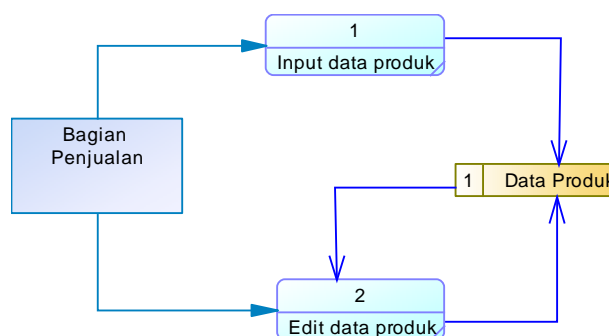 1
Input data produk
Bagian
Penjualan
1 Data Produk
2
Edit data produk